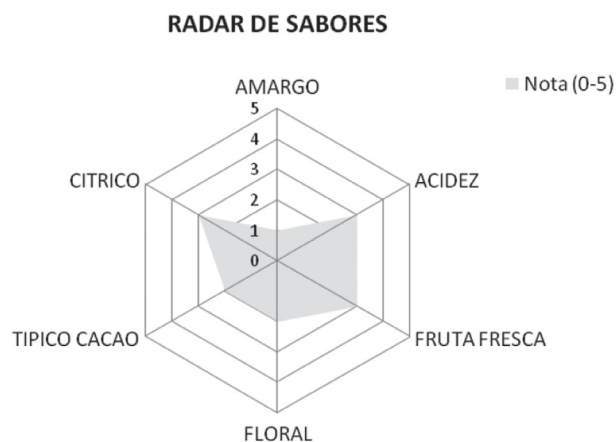 RADAR DE SABORES
AMARGO
Nota (0-5)
5
4
3
2
1
0
CITRICO
ACIDEZ
TIPICO CACAO
FRUTA FRESCA
FLORAL